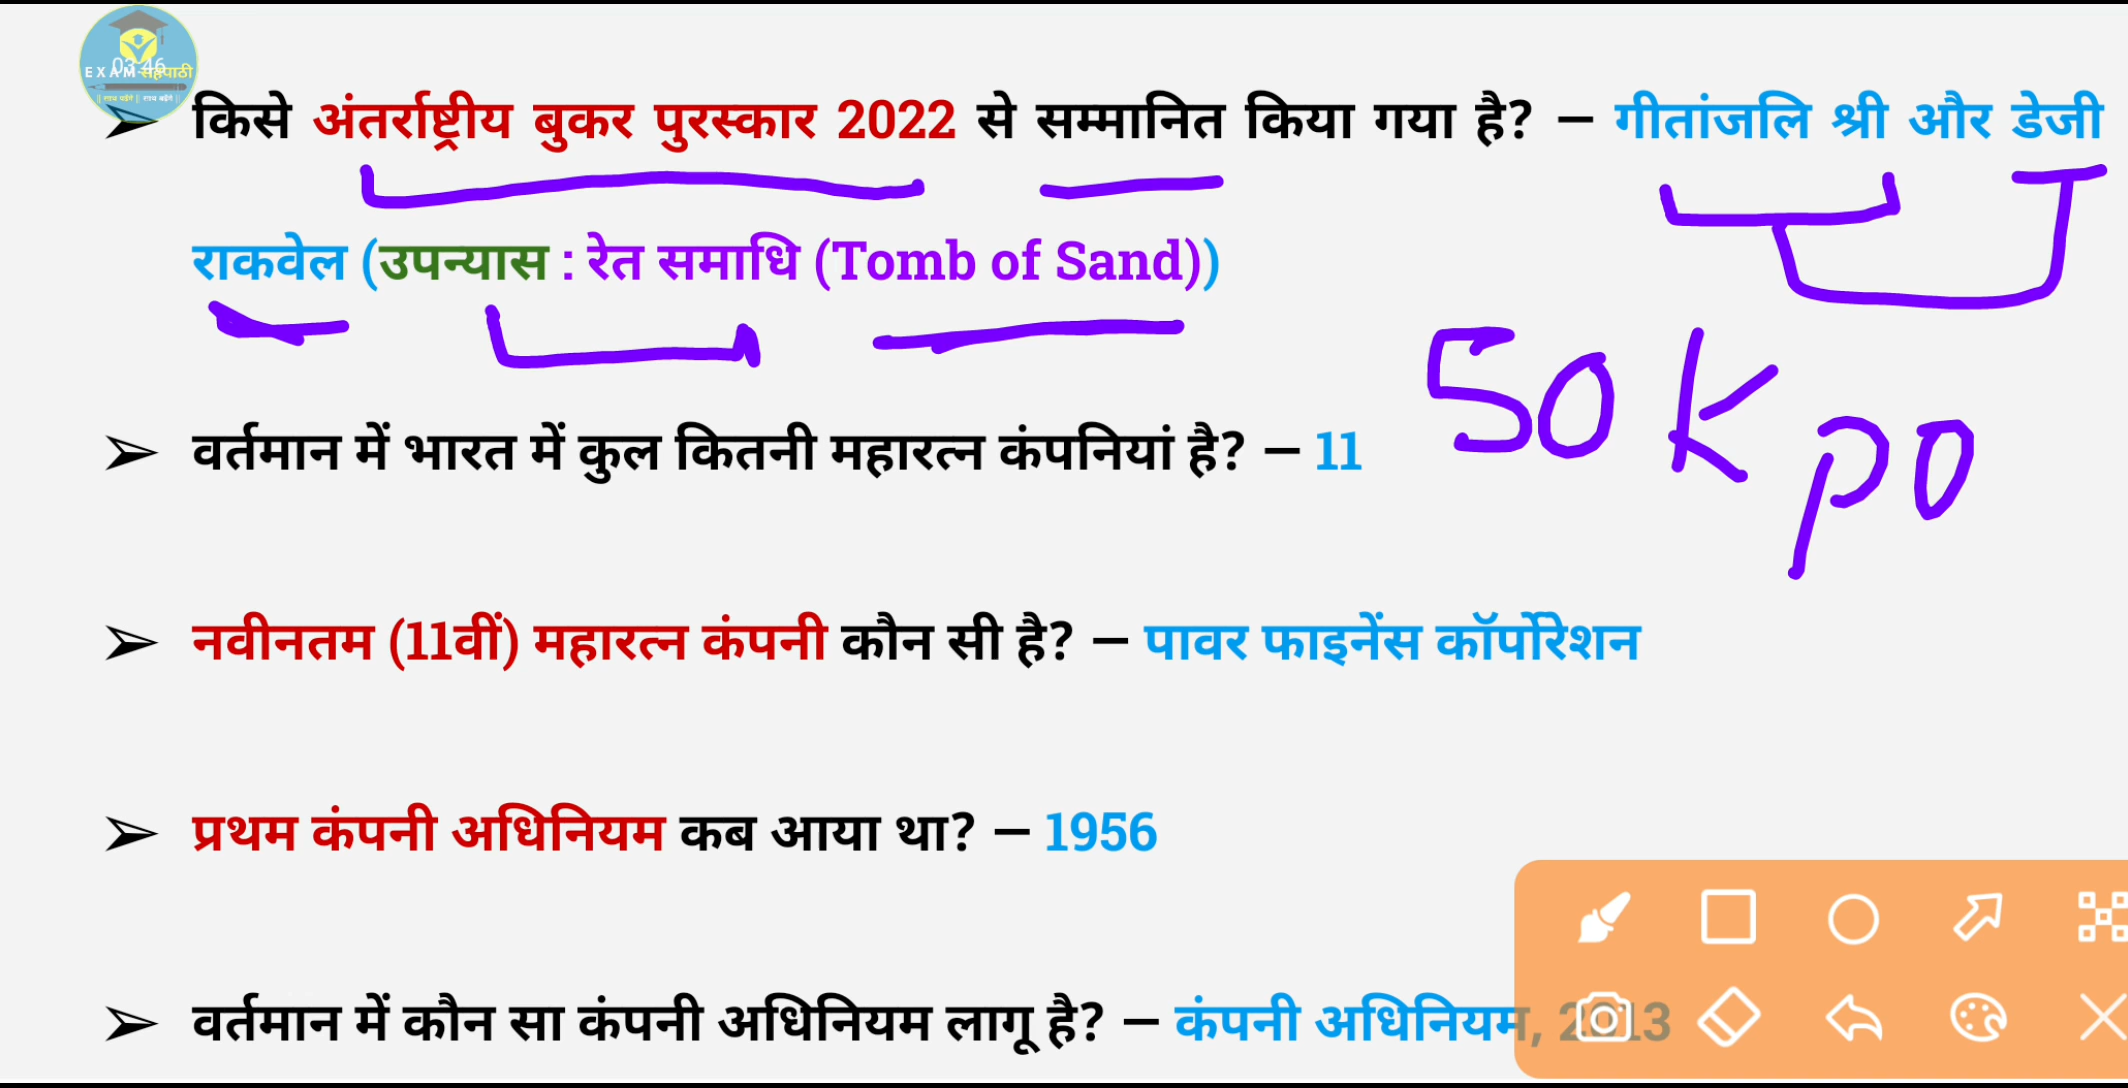 EXAM सहपाठी
03:46
किसे अंतर्राष्ट्रीय बुकर पुरस्कार 2022 से सम्मानित किया गया है? – गीतांजलि श्री और डेजी
राकवेल (उपन्यास : रेत समाधि (Tomb of Sand))
50K
po
वर्तमान में भारत में कुल कितनी महारत्न कंपनियां है? – 11
नवीनतम (11वीं) महारत्न कंपनी कौन सी है? – पावर फाइनेंस कॉर्पोरेशन
प्रथम कंपनी अधिनियम कब आया था? – 1956
वर्तमान में कौन सा कंपनी अधिनियम लागू है? – कंपनी अधिनियम, 2013